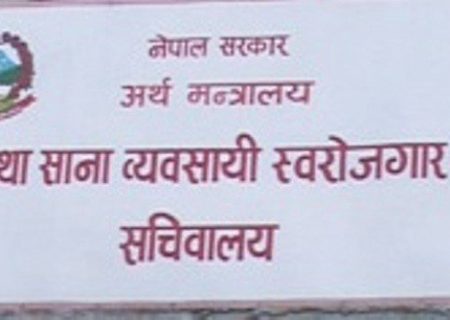 नेपाल सरकार
अर्थ मन्त्रालय
था साना व्यवसायी स्वरोजगार
सचिवालय